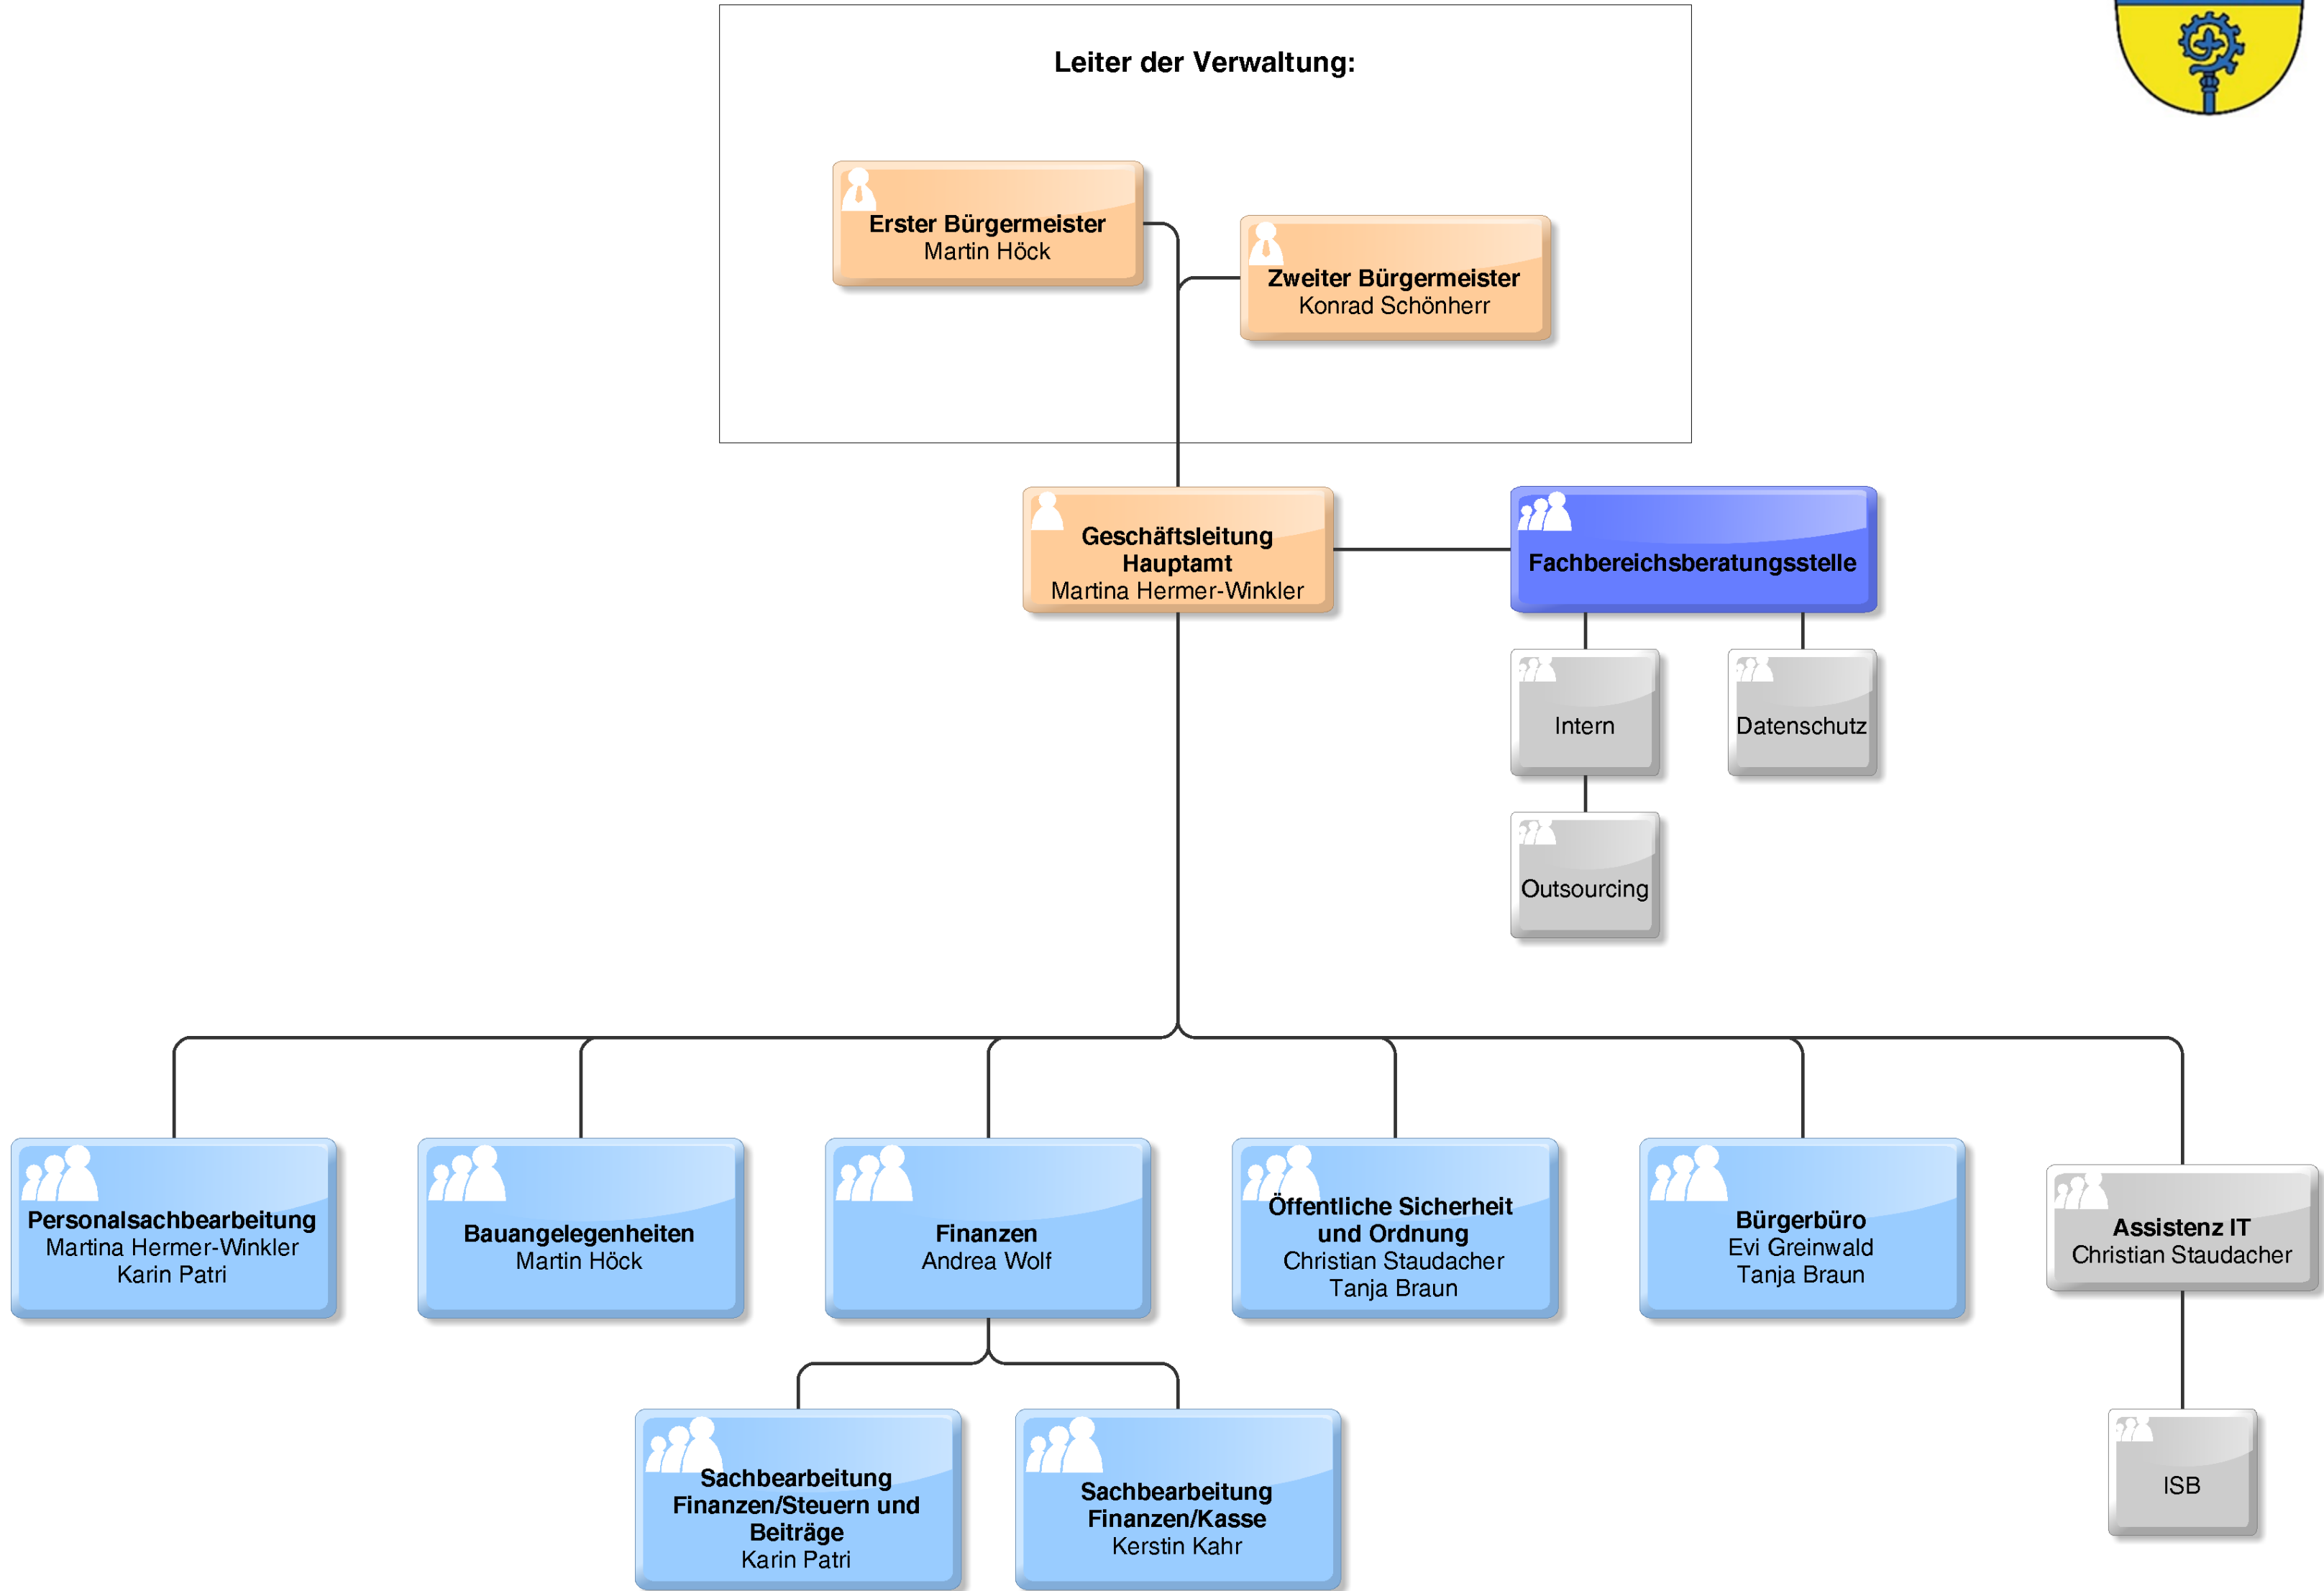 Leiter der Verwaltung:
Erster Bürgermeister
Martin Höck
Zweiter Bürgermeister
Konrad Schönherr
Geschäftsleitung
Hauptamt
Martina Hermer-Winkler
Fachbereichsberatungsstelle
Intern
Datenschutz
Outsourcing
Personalsachbearbeitung
Martina Hermer-Winkler
Karin Patri
Bauangelegenheiten
Martin Höck
Finanzen
Andrea Wolf
Öffentliche Sicherheit
und Ordnung
Christian Staudacher
Tanja Braun
Bürgerbüro
Evi Greinwald
Tanja Braun
Assistenz IT
Christian Staudacher
Sachbearbeitung
Finanzen/Steuern und
Beiträge
Karin Patri
Sachbearbeitung
Finanzen/Kasse
Kerstin Kahr
ISB